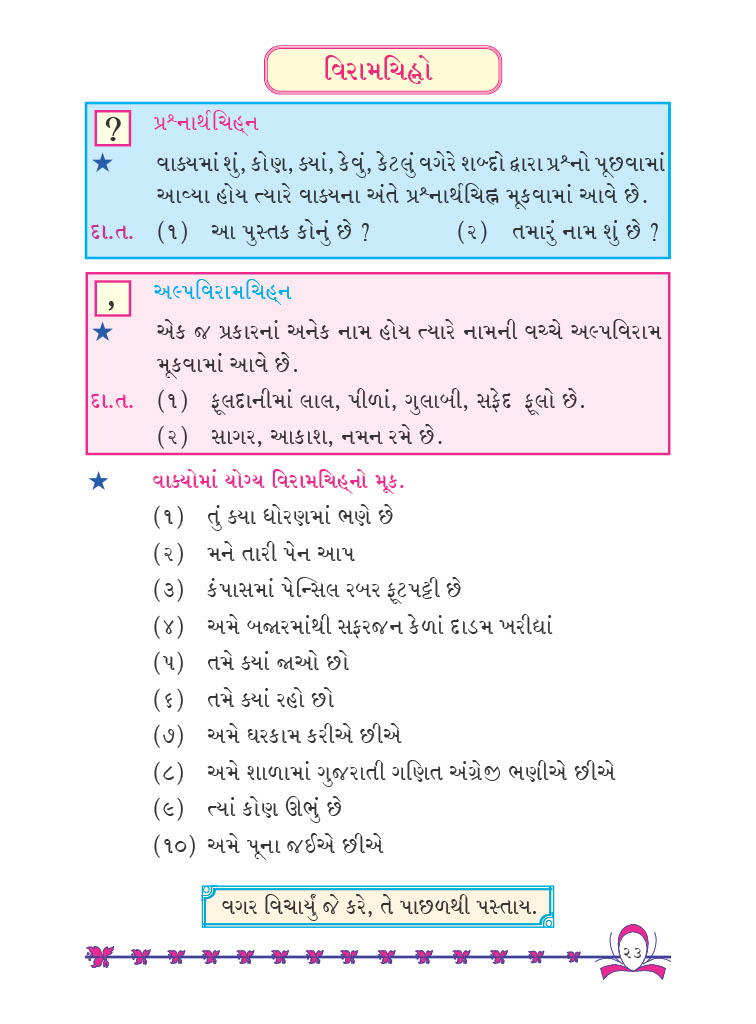 વિરામચિહ્નો
? પ્રશ્નાર્થચિહ્ન
★ વાક્યમાં શું, કોણ, ક્યાં, કેવું, કેટલું વગેરે શબ્દો દ્વારા પ્રશ્નો પૂછવામાં
આવ્યા હોય ત્યારે વાક્યના અંતે પ્રશ્નાર્થચિહ્ન મૂકવામાં આવે છે.
દા.ત. (૧) આ પુસ્તક કોનું છે ? (૨) તમારું નામ શું છે ?
, અલ્પવિરામચિહ્ન
★ એક જ પ્રકારનાં અનેક નામ હોય ત્યારે નામની વચ્ચે અલ્પવિરામ
મૂકવામાં આવે છે.
દા.ત. (૧) ફૂલદાનીમાં લાલ, પીળાં, ગુલાબી, સફેદ ફૂલો છે.
(૨) સાગર, આકાશ, નમન રમે છે.
★ વાક્યોમાં યોગ્ય વિરામચિહ્નો મૂક.
(૧) તું ક્યા ધોરણમાં ભણે છે
(૨) મને તારી પેન આપ
(૩) કંપાસમાં પેન્સિલ રબર ફૂટપટ્ટી છે
(૪) અમે બજારમાંથી સફરજન કેળાં દાડમ ખરીદ્યાં
(૫) તમે ક્યાં જાઓ છો
(૬) તમે ક્યાં રહો છો
(૭) અમે ઘરકામ કરીએ છીએ
(૮) અમે શાળામાં ગુજરાતી ગણિત અંગ્રેજી ભણીએ છીએ
(૯) ત્યાં કોણ ઊભું છે
(૧૦) અમે પૂના જઈએ છીએ
વગર વિચાર્યું જે કરે, તે પાછળથી પસ્તાય.
૨૩